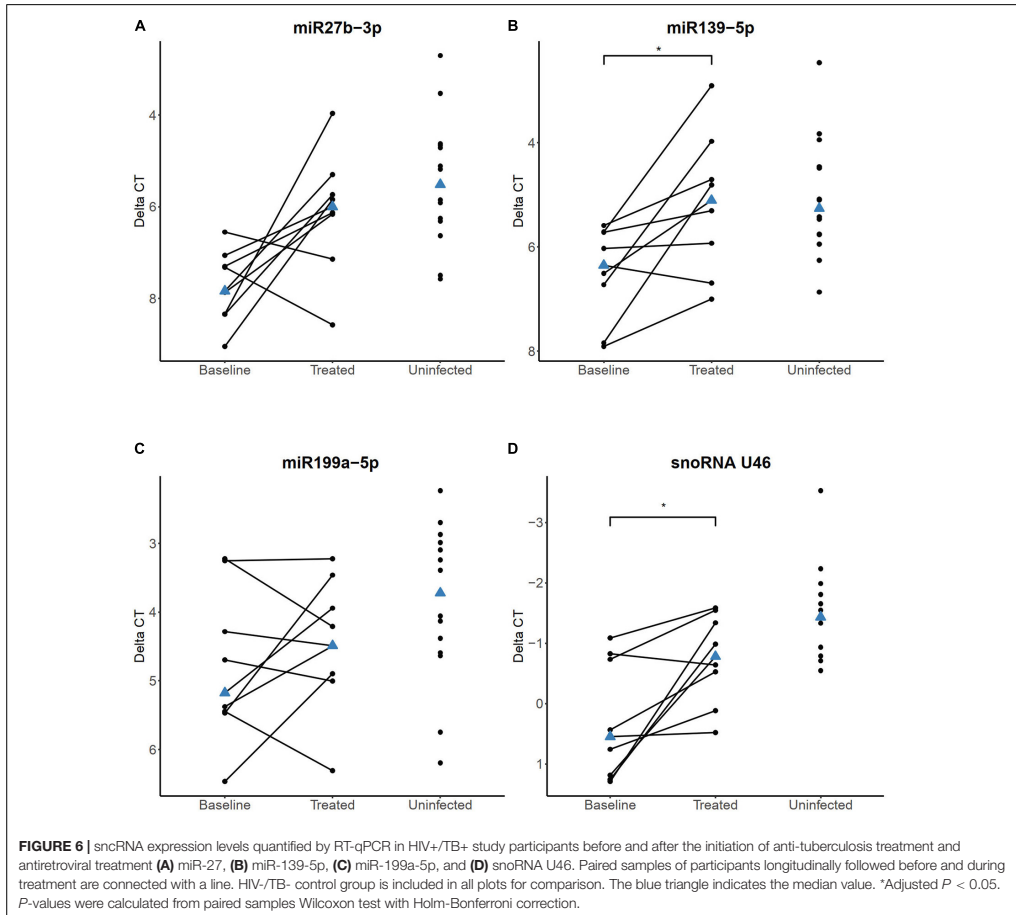 A
miR27b−3p
Delta CT
4
6
8
Baseline Treated Uninfected
B
miR139−5p
*
Delta CT
4
6
8
Baseline Treated Uninfected
C
miR199a−5p
Delta CT
3
4
5
6
Baseline Treated Uninfected
D
snoRNA U46
*
Delta CT
−3
−2
−1
0
1
Baseline Treated Uninfected
FIGURE 6 | sncRNA expression levels quantified by RT-qPCR in HIV+/TB+ study participants before and after the initiation of anti-tuberculosis treatment and
antiretroviral treatment (A) miR-27, (B) miR-139-5p, (C) miR-199a-5p, and (D) snoRNA U46. Paired samples of participants longitudinally followed before and during
treatment are connected with a line. HIV-/TB- control group is included in all plots for comparison. The blue triangle indicates the median value. *Adjusted P < 0.05.
P-values were calculated from paired samples Wilcoxon test with Holm-Bonferroni correction.